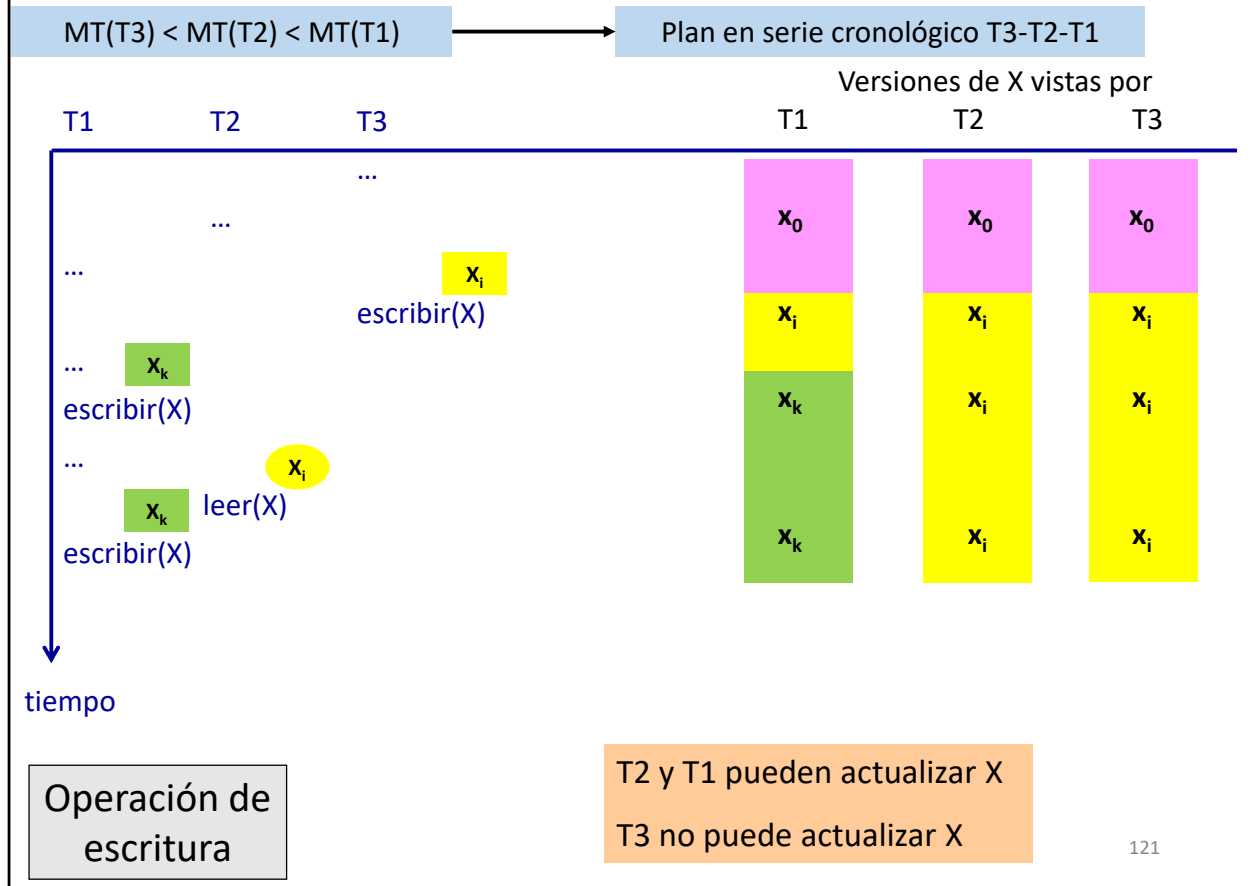 MT(T3) < MT(T2) < MT(T1)
Plan en serie cronológico T3-T2-T1
Versiones de X vistas por
T1 T2 T3
T1 T2 T3
...
...
x0 x0 x0
...
Xi
escribir(X)
xi xi xi
...
Xk
escribir(X)
xk xi xi
...
Xi
leer(X)
Xk
escribir(X)
xk xi xi
tiempo
Operación de
escritura
T2 y T1 pueden actualizar X
T3 no puede actualizar X
121